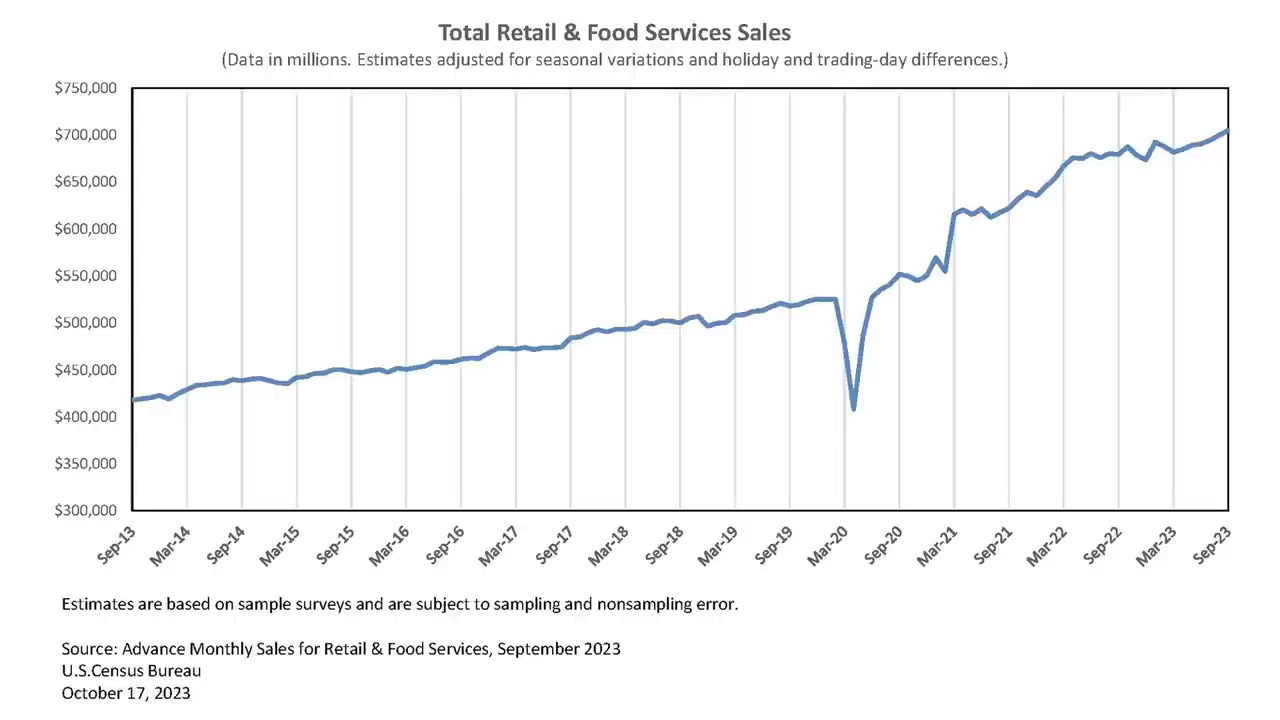 Total Retail & Food Services Sales
(Data in millions. Estimates adjusted for seasonal variations and holiday and trading-day differences.)
$750,000
$700,000
$650,000
$600,000
$550,000
$500,000
$450,000
$400,000
$350,000
$300,000
Sep-13
Mar-14
Sep-14
Mar-15
Sep-15
Mar-16
Sep-16
Mar-17
Sep-17
Mar-18
Sep-18
Mar-19
Sep-19
Mar-20
Sep-20
Mar-21
Sep-21
Mar-22
Sep-22
Mar-23
Sep-23
Estimates are based on sample surveys and are subject to sampling and nonsampling error.
Source: Advance Monthly Sales for Retail & Food Services, September 2023
U.S.Census Bureau
October 17, 2023